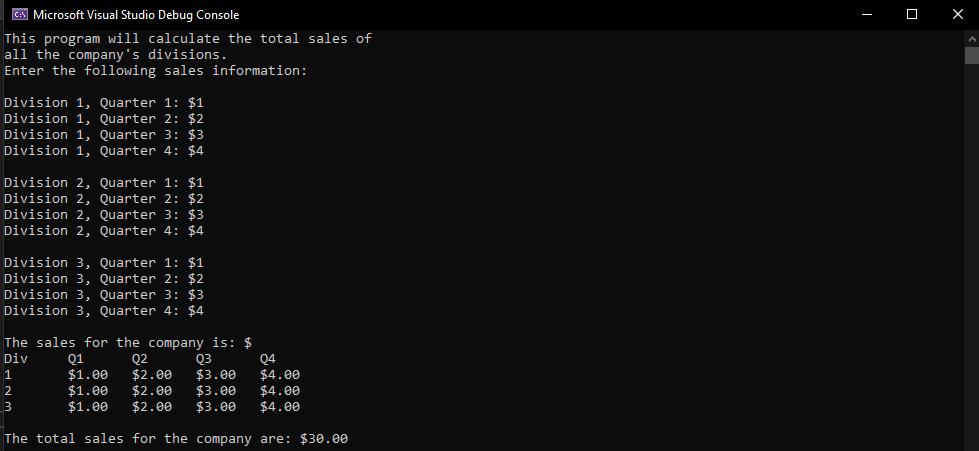 Microsoft Visual Studio Debug Console
This program will calculate the total sales of
all the company's divisions.
Enter the following sales information:
Division 1, Quarter 1: $1
Division 1, Quarter 2: $2
Division 1, Quarter 3: $3
Division 1, Quarter 4: $4
Division 2, Quarter 1: $1
Division 2, Quarter 2: $2
Division 2, Quarter 3: $3
Division 2, Quarter 4: $4
Division 3, Quarter 1: $1
Division 3, Quarter 2: $2
Division 3, Quarter 3: $3
Division 3, Quarter 4: $4
The sales for the company is: $
Div Q1 Q2 Q3 Q4
1 $1.00 $2.00 $3.00 $4.00
2 $1.00 $2.00 $3.00 $4.00
3 $1.00 $2.00 $3.00 $4.00
The total sales for the company are: $30.00